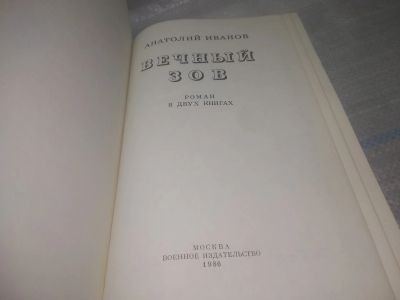 АНАТОЛИЙ ИВАНОВ
ВЕЧНЫЙ
ЗОВ
РОМАН
В ДВУХ КНИГАХ
МОСКВА
ВОЕННОЕ ИЗДАТЕЛЬСТВО
1986